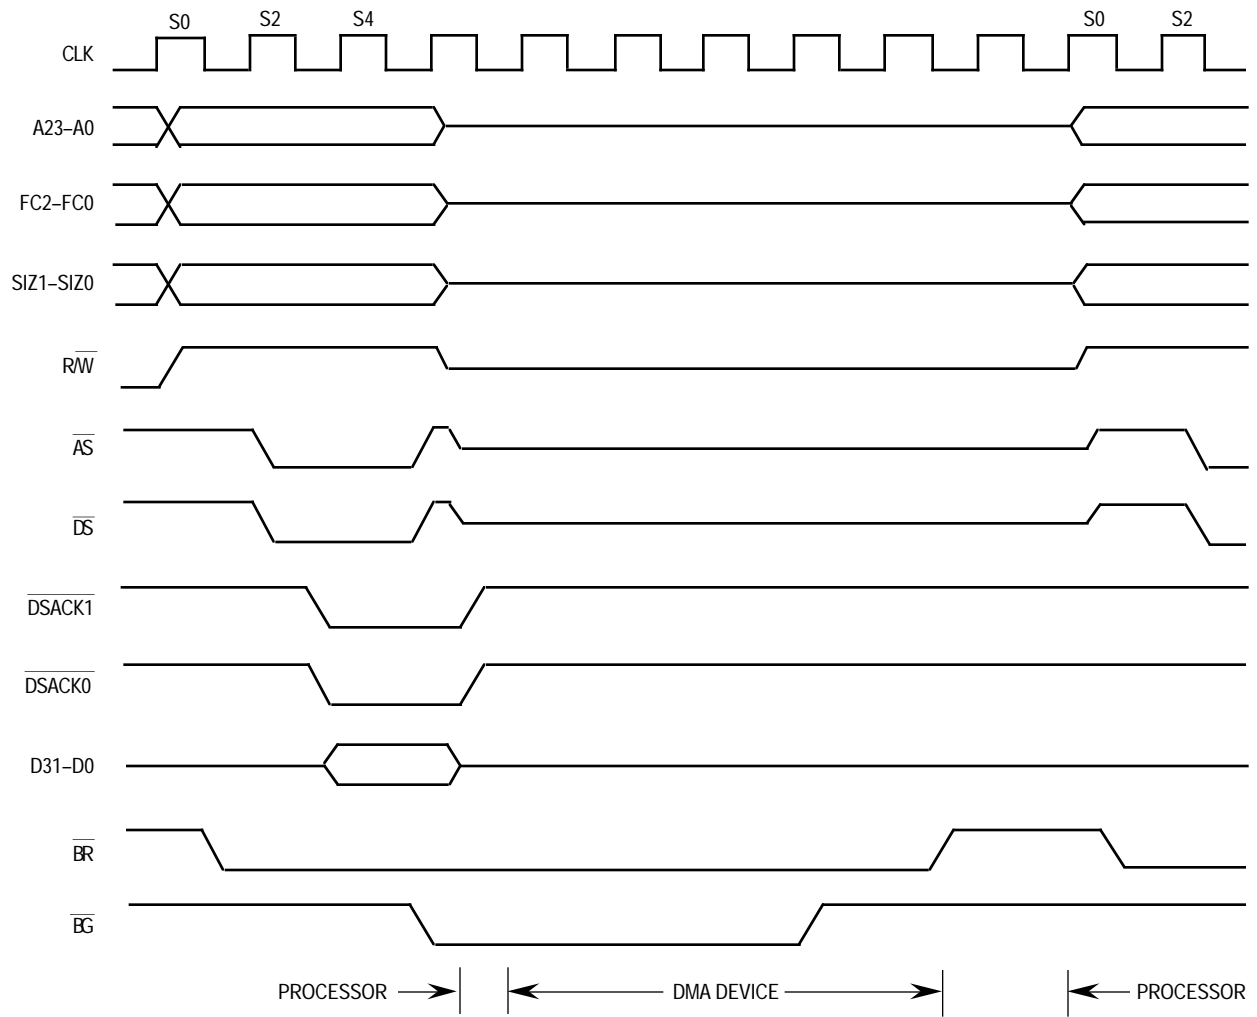 S0 S2 S4 S0 S2
CLK
A23–A0
FC2–FC0
SIZ1–SIZ0
R/W
AS
DS
DSACK1
DSACK0
D31–D0
BR
BG
PROCESSOR DMA DEVICE PROCESSOR